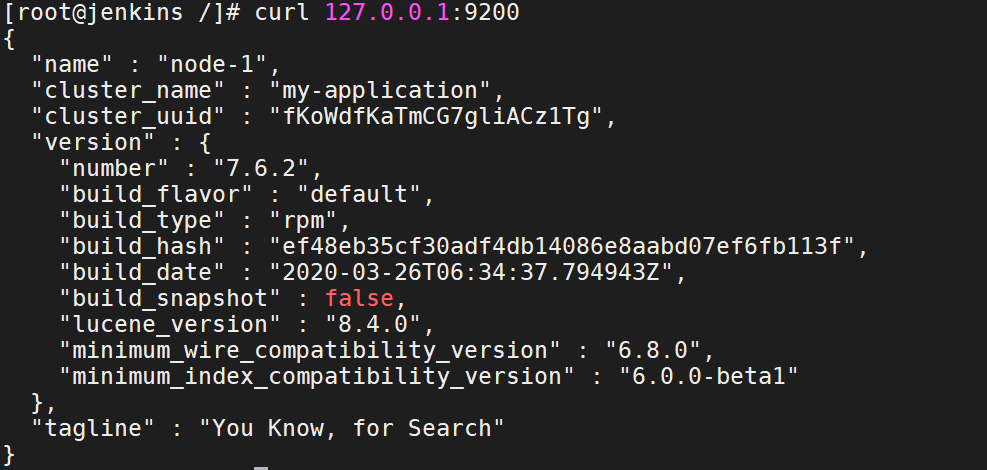 [root@jenkins /]# curl 127.0.0.1:9200
{
  "name" : "node-1",
  "cluster_name" : "my-application",
  "cluster_uuid" : "fKoWdfKaTmCG7gliACz1Tg",
  "version" : {
    "number" : "7.6.2",
    "build_flavor" : "default",
    "build_type" : "rpm",
    "build_hash" : "ef48eb35cf30adf4db14086e8aabd07ef6fb113f",
    "build_date" : "2020-03-26T06:34:37.794943Z",
    "build_snapshot" : false,
    "lucene_version" : "8.4.0",
    "minimum_wire_compatibility_version" : "6.8.0",
    "minimum_index_compatibility_version" : "6.0.0-beta1"
  },
  "tagline" : "You Know, for Search"
}